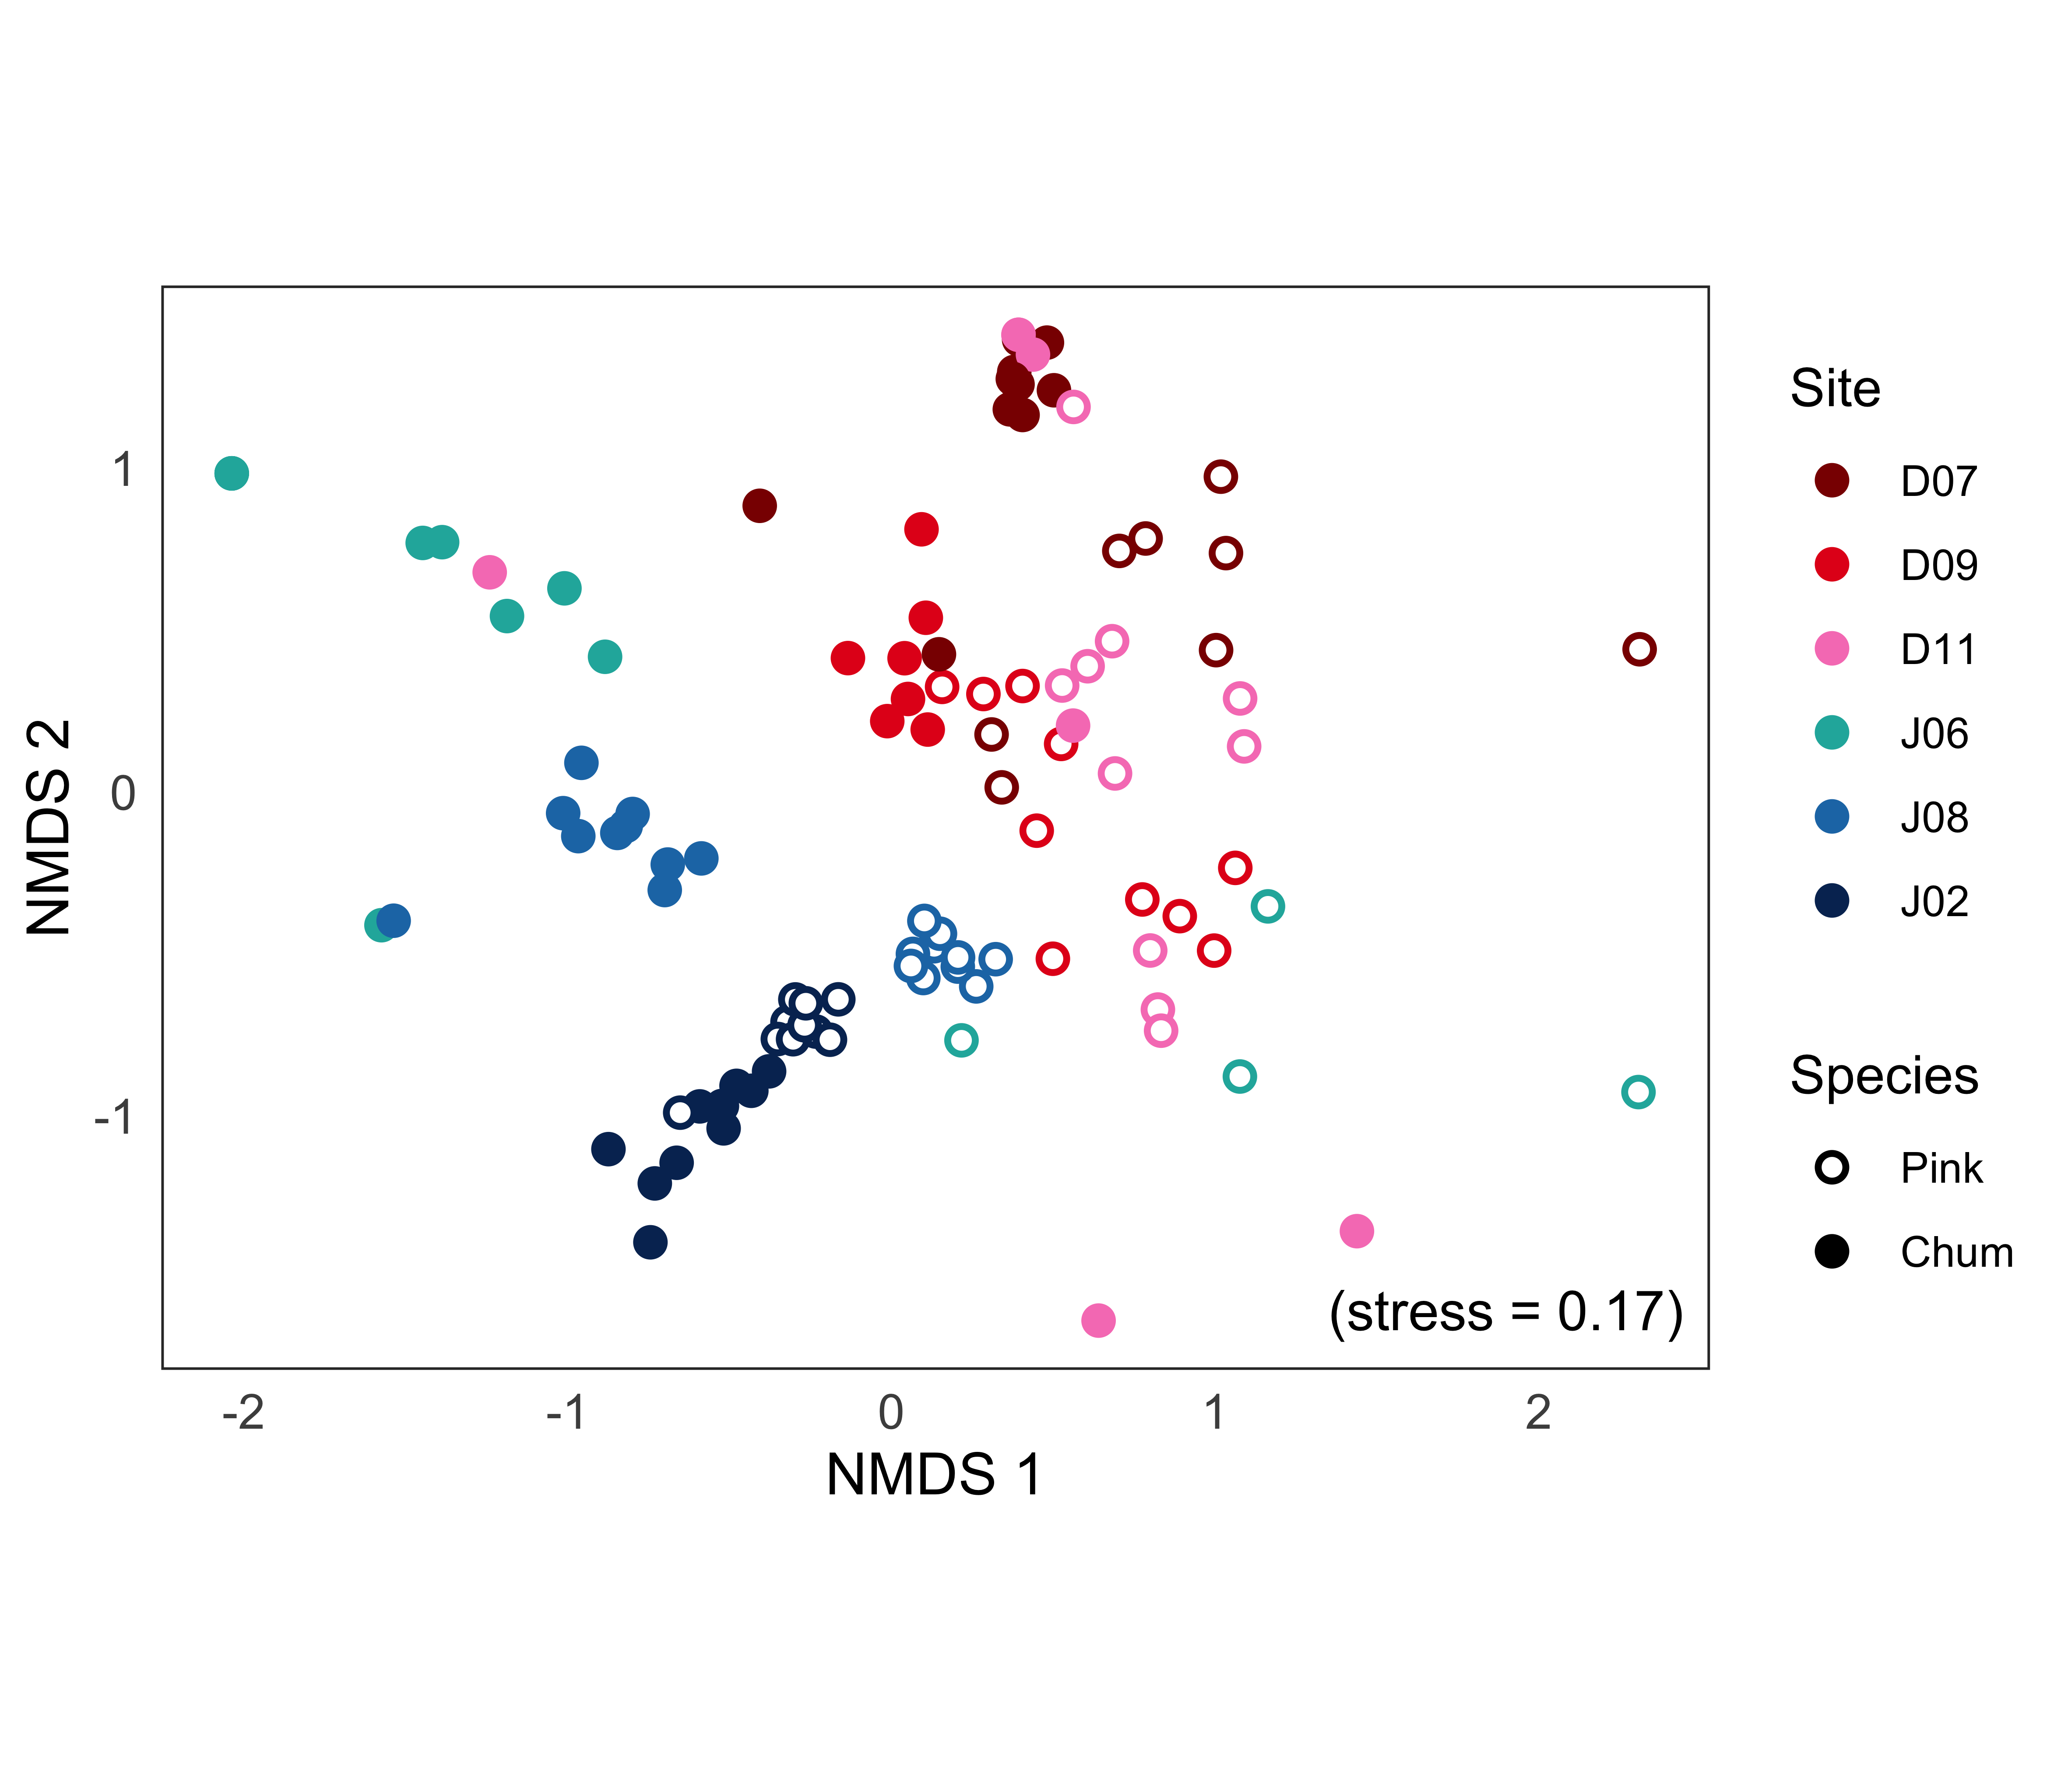 NMDS 2
1
0
-1
-2
-1
0
1
2
NMDS 1
(stress = 0.17)
Site
D07
D09
D11
J06
J08
J02
Species
Pink
Chum